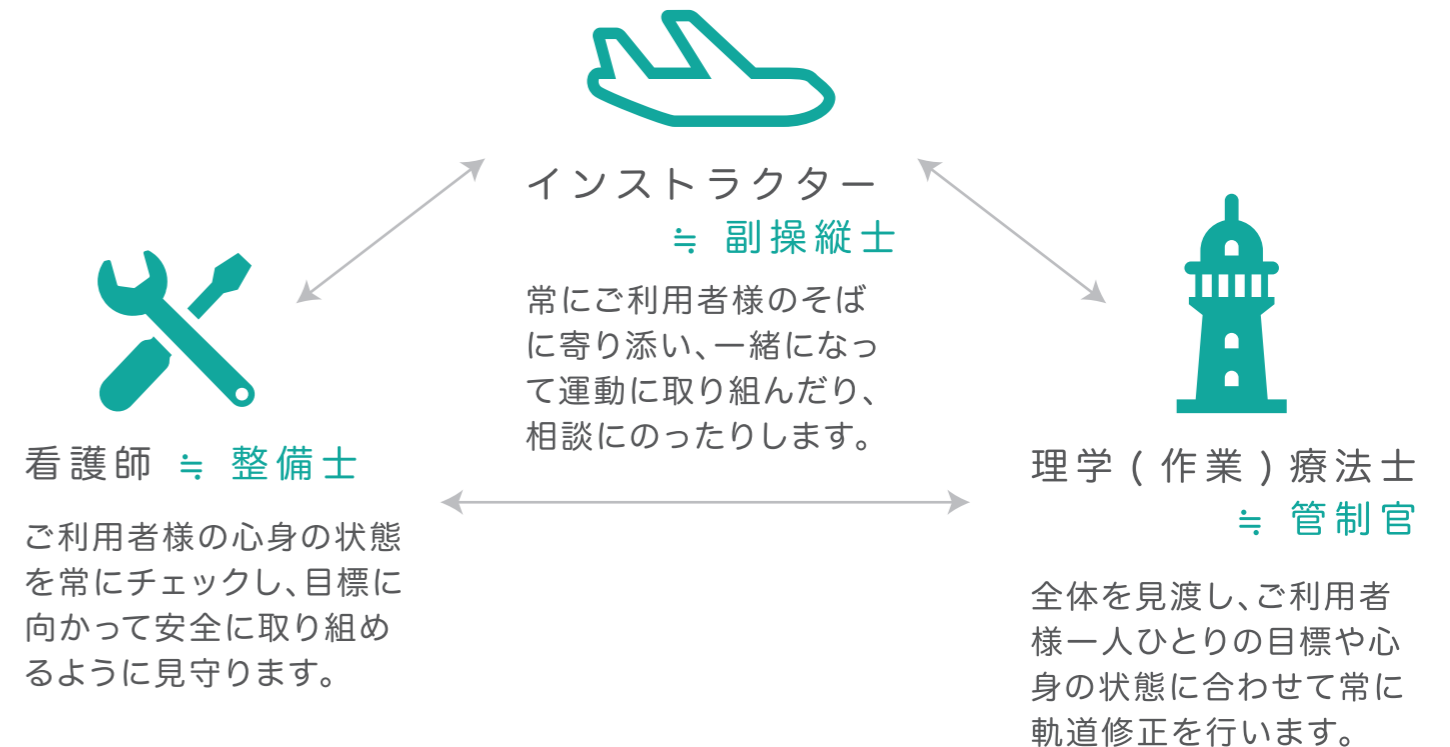 インストラクター
≒ 副操縦士
常にご利用者様のそば
に寄り添い、一緒になっ
て運動に取り組んだり、
相談にのったりします。
看護師 ≒ 整備士
ご利用者様の心身の状態
を常にチェックし、目標に
向かって安全に取り組め
るように見守ります。
理学(作業)療法士
≒ 管制官
全体を見渡し、ご利用者
様一人ひとりの目標や心
身の状態に合わせて常に
軌道修正を行います。